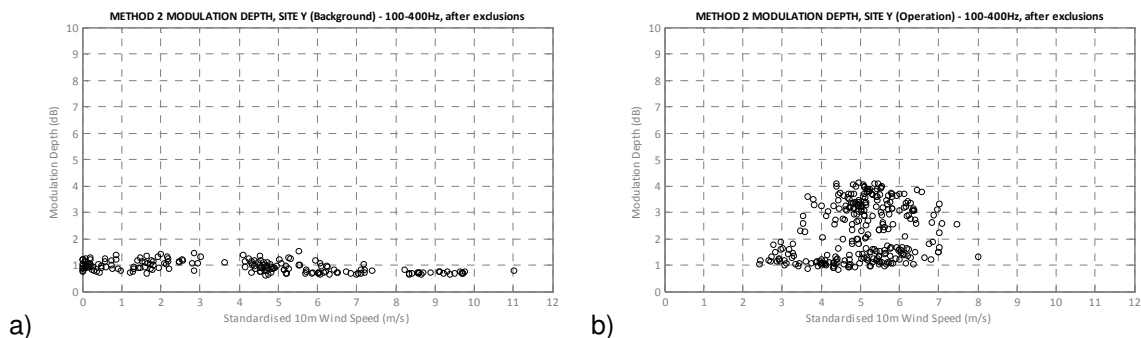 METHOD 2 MODULATION DEPTH, SITE Y (Background) - 100-400Hz, after exclusions
10
9
8
7
6
5
4
3
2
1
0
Modulation Depth (dB)
0 1 2 3 4 5 6 7 8 9 10 11 12
Standardised 10m Wind Speed (m/s)
a)
METHOD 2 MODULATION DEPTH, SITE Y (Operation) - 100-400Hz, after exclusions
10
9
8
7
6
5
4
3
2
1
0
Modulation Depth (dB)
0 1 2 3 4 5 6 7 8 9 10 11 12
Standardised 10m Wind Speed (m/s)
b)